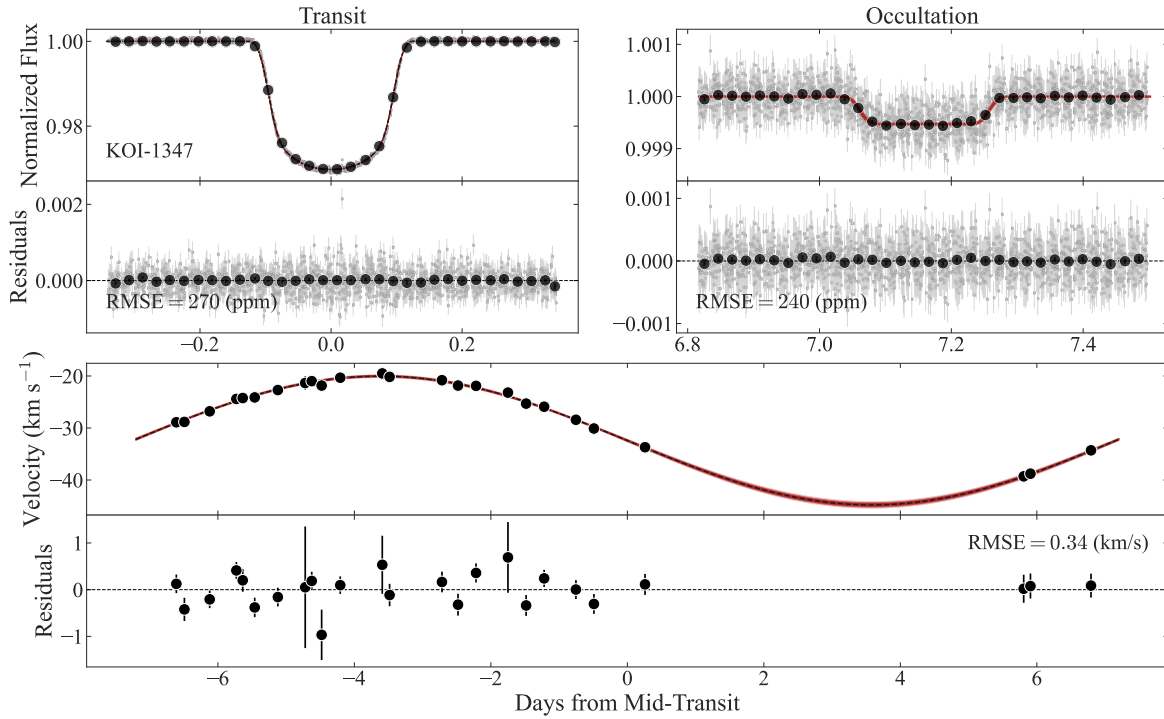 Transit
Occultation
Normalized Flux
1.00
0.98
KOI-1347
1.001
1.000
0.999
Residuals
0.002
0.000
RMSE = 270 (ppm)
−0.2
0.0
0.2
0.001
0.000
−0.001
RMSE = 240 (ppm)
6.8
7.0
7.2
7.4
Velocity (km s⁻¹)
−20
−30
−40
Residuals
1
0
−1
RMSE = 0.34 (km/s)
−6
−4
−2
0
2
4
6
Days from Mid-Transit